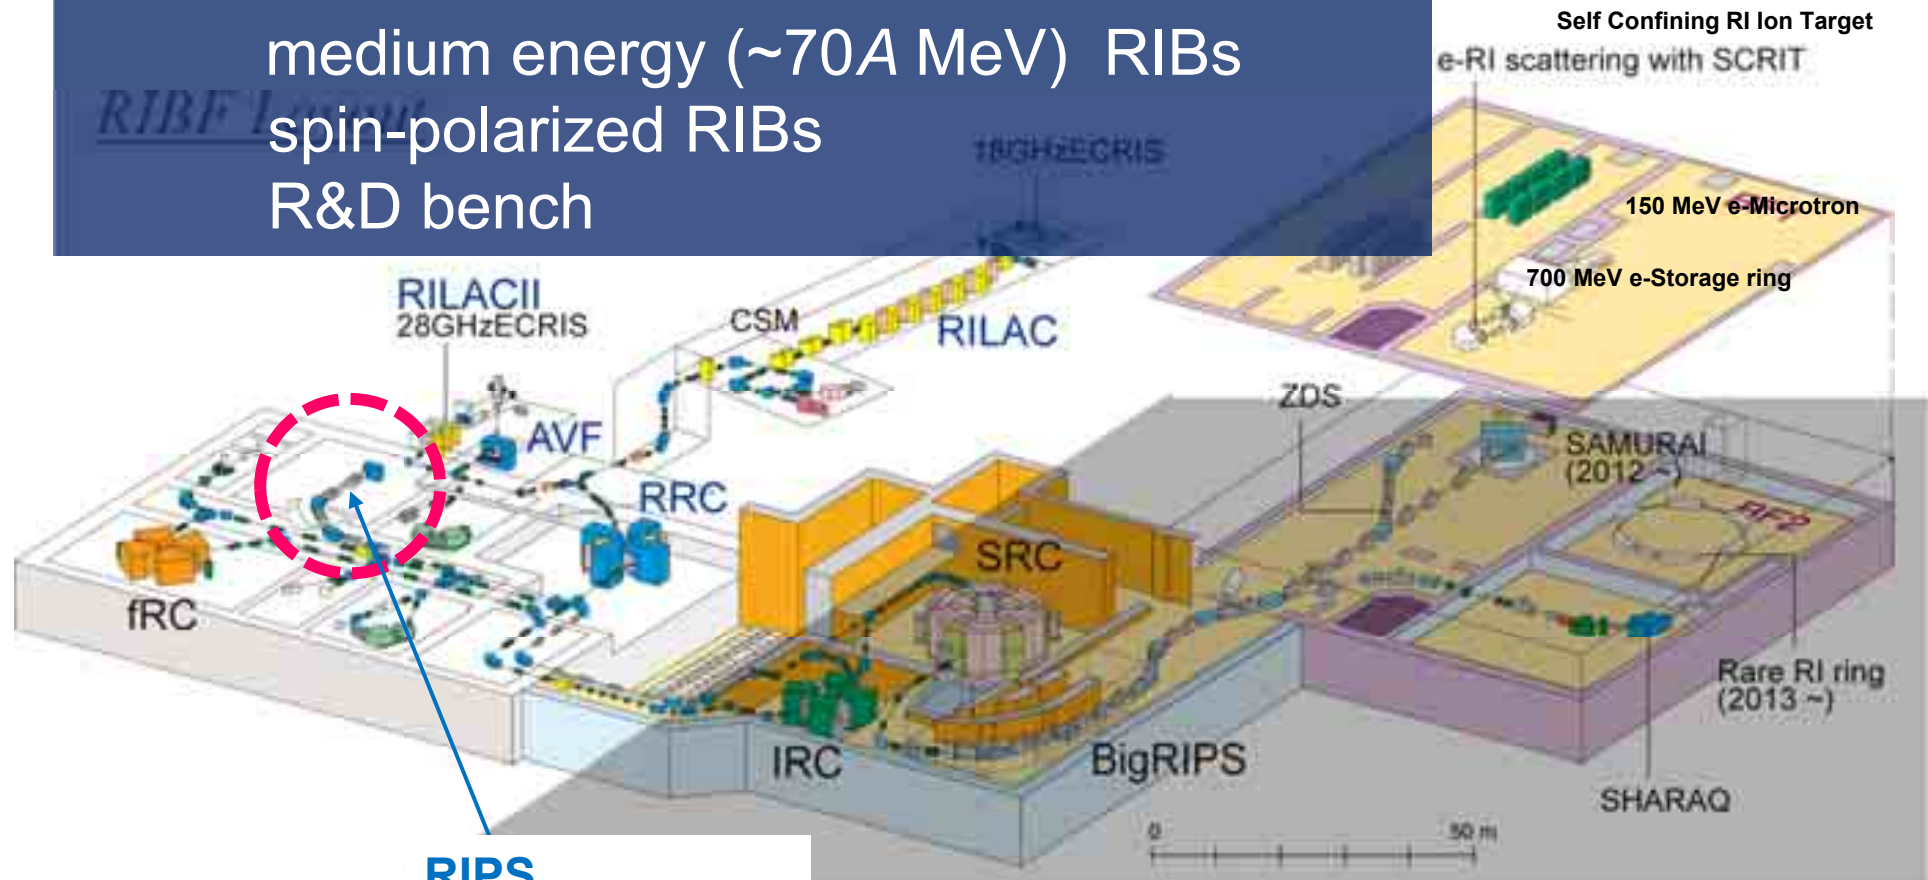 medium energy (~70A MeV) RIBs
spin-polarized RIBs
R&D bench
RIBF Layout
18GHzECRIS
Self Confining RI Ion Target
e-RI scattering with SCRIT
150 MeV e-Microtron
700 MeV e-Storage ring
RILACII
28GHzECRIS
CSM
RILAC
AVF
RRC
fRC
SRC
IRC
BigRIPS
ZDS
SAMURAI
(2012 ~)
Rare RI ring
(2013 ~)
SHARAQ
0
50 m
RIPS